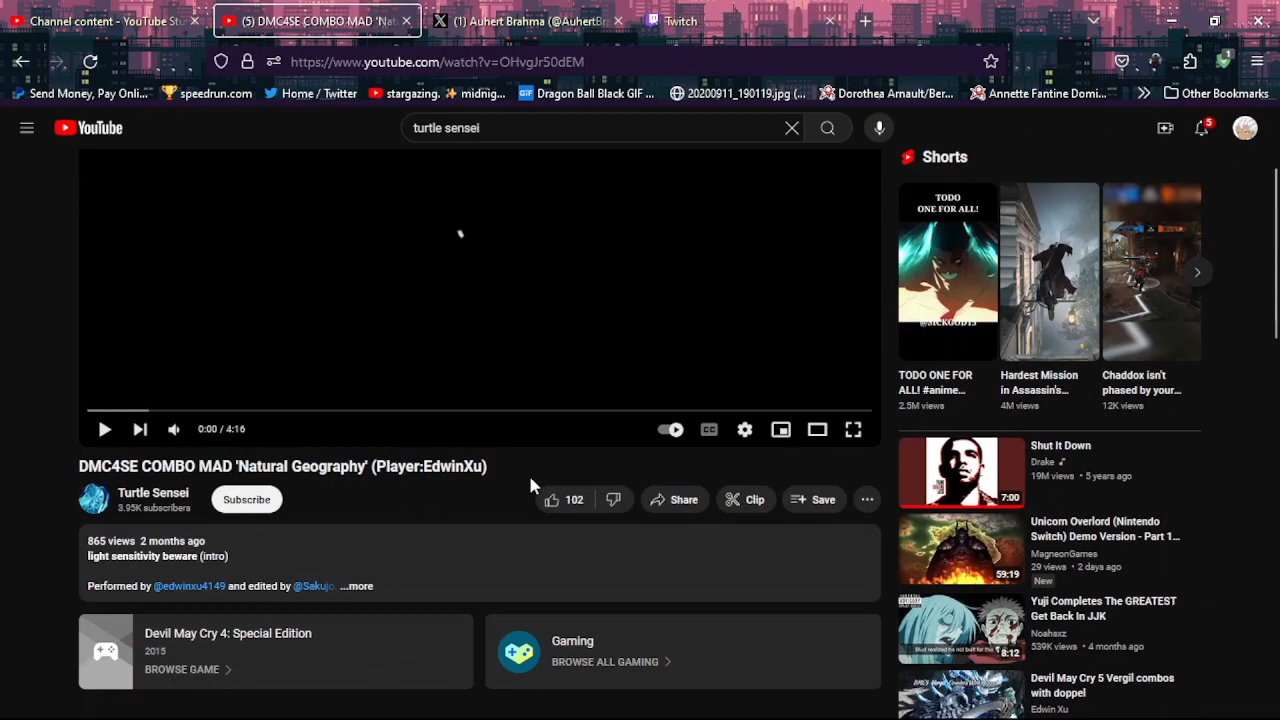 Channel content - YouTube Stu
(5) DMC4SE COMBO MAD 'Natu
(1) Auhert Brahma (@AuhertBr
Twitch
https://www.youtube.com/watch?v=OHvgJrS0dEM
1
Send Money, Pay Onli...
speedrun.com
Home / Twitter
stargazing. ✨ midnig...
GIF Dragon Ball Black GIF ...
20200911_190119.jpg (...
Dorothea Arnault/Ber...
Annette Fantine Domi...
Other Bookmarks
YouTube
turtle sensei
5
Shorts
TODO
ONE FOR ALL!
@SICKGOD15
TODO ONE FOR
ALL! #anime...
2.5M views
Hardest Mission
in Assassin's...
4M views
Chaddox isn't
phased by your...
12K views
0:00 / 4:16
CC
DMC4SE COMBO MAD 'Natural Geography' (Player:EdwinXu)
Turtle Sensei
3.95K subscribers
Subscribe
102
Share
Clip
Save
865 views 2 months ago
light sensitivity beware (intro)
Performed by @edwinxu4149 and edited by @Sakujo. ...more
Devil May Cry 4: Special Edition
2015
BROWSE GAME
Gaming
BROWSE ALL GAMING
7:00
Shut It Down
Drake
19M views • 5 years ago
59:19
Unicorn Overlord (Nintendo
Switch) Demo Version - Part 1...
MagneonGames
29 views • 2 days ago
New
8:12
Yuji Completes The GREATEST
Get Back In JJK
Noahsxz
539K views • 4 months ago
Devil May Cry 5 Vergil combos
with doppel
Edwin Xu